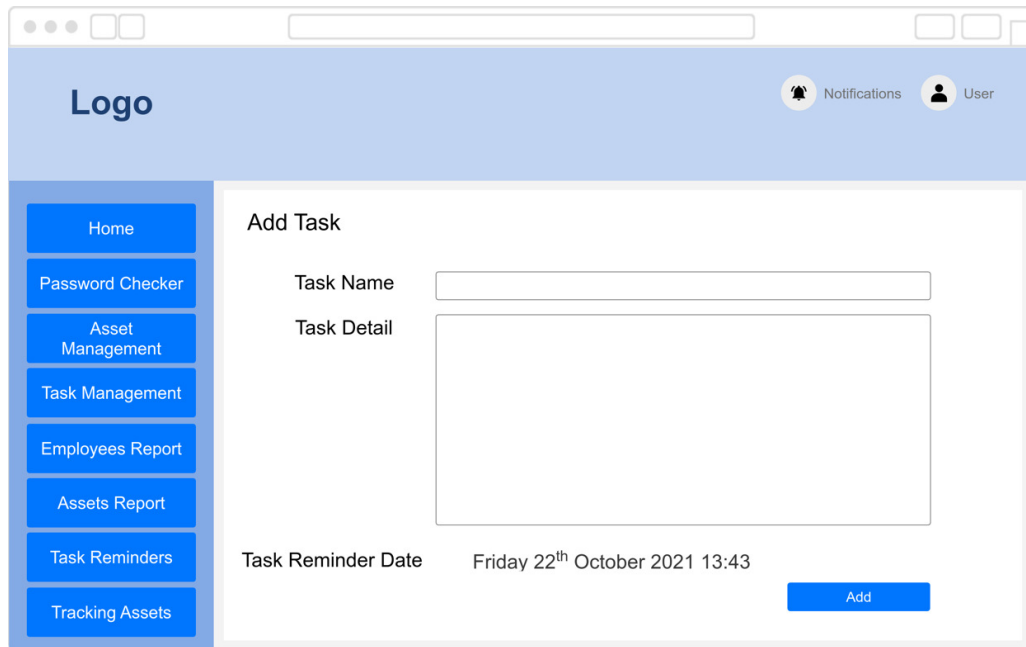 Logo
Notifications
User
Home
Password Checker
Asset
Management
Task Management
Employees Report
Assets Report
Task Reminders
Tracking Assets
Add Task
Task Name
Task Detail
Task Reminder Date
Friday 22th October 2021 13:43
Add